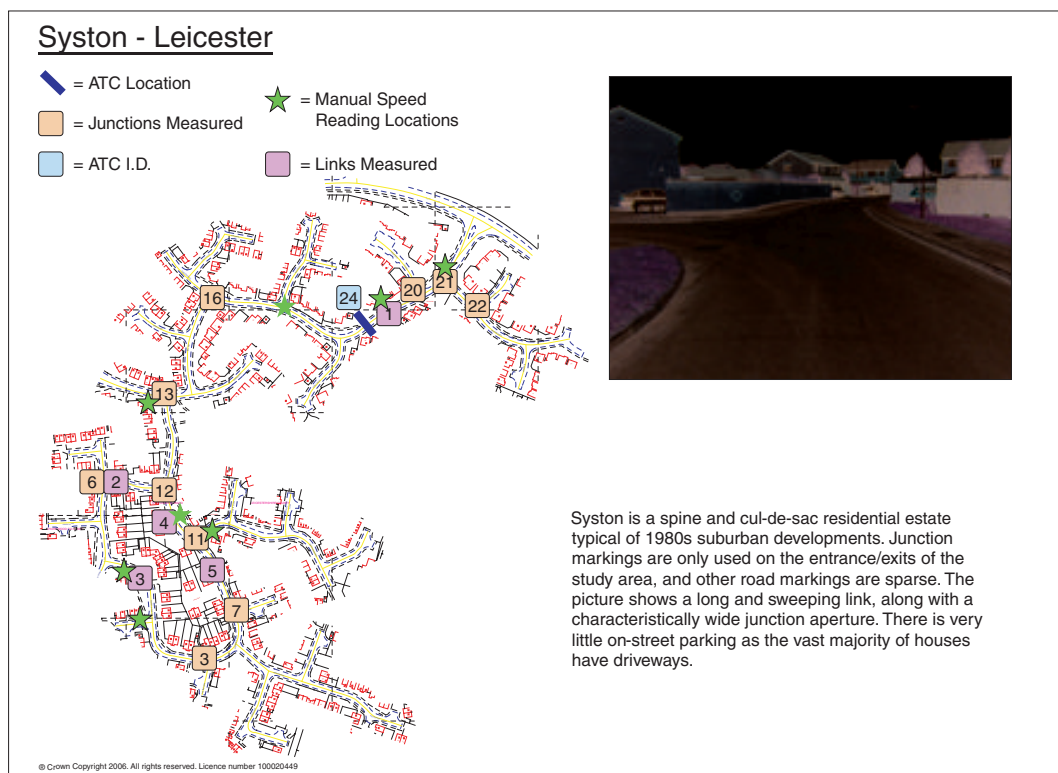 Syston - Leicester
= ATC Location
= Manual Speed
Reading Locations
= Junctions Measured
= ATC I.D.
= Links Measured
21
20
24
16
22
1
13
6
2
12
4
11
3
5
7
3
Syston is a spine and cul-de-sac residential estate
typical of 1980s suburban developments. Junction
markings are only used on the entrance/exits of the
study area, and other road markings are sparse. The
picture shows a long and sweeping link, along with a
characteristically wide junction aperture. There is very
little on-street parking as the vast majority of houses
have driveways.
© Crown Copyright 2006. All rights reserved. Licence number 100020449